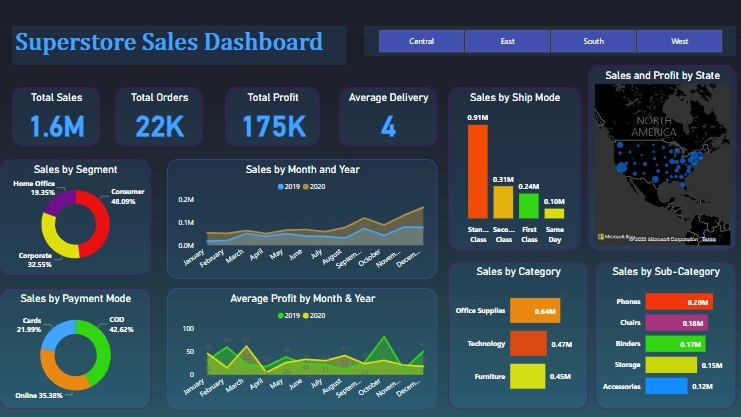 Superstore Sales Dashboard
Central
East
South
West
Total Sales
1.6M
Total Orders
22K
Total Profit
175K
Average Delivery
4
Sales by Ship Mode
0.91M
0.31M
0.24M
0.10M
Stan... Seco... First Same
Class Class Class Day
Sales and Profit by State
NORTH
AMERICA
© 2025 Microsoft Corporation Terms
Sales by Segment
Home Office
19.35%
Consumer
48.09%
Corporate
32.55%
Sales by Month and Year
2019 2020
0.2M
0.1M
0.0M
January
February
March
April
May
June
July
August
Septem...
October
Novem...
Decem...
Sales by Payment Mode
Cards
21.99%
COD
42.62%
Online 35.38%
Average Profit by Month & Year
2019 2020
100
50
0
January
February
March
April
May
June
July
August
Septem...
October
Novem...
Decem...
Sales by Category
Office Supplies 0.64M
Technology 0.47M
Furniture 0.45M
Sales by Sub-Category
Phones 0.20M
Chairs 0.18M
Binders 0.17M
Storage 0.15M
Accessories 0.12M